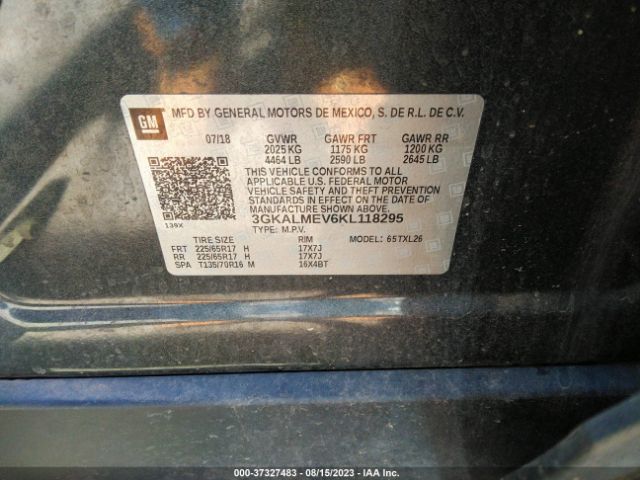 GM
MFD BY GENERAL MOTORS DE MEXICO, S. DE R.L. DE C.V.
07/18 GVWR GAWR FRT GAWR RR
2025 KG 1175 KG 1200 KG
4464 LB 2590 LB 2645 LB
THIS VEHICLE CONFORMS TO ALL
APPLICABLE U.S. FEDERAL MOTOR
VEHICLE SAFETY AND THEFT
PREVENTION STANDARDS IN
EFFECT ON THE DATE OF
MANUFACTURE SHOWN ABOVE.
3GKALMEV6KL118295
139X
TYPE: M.P.V.
TIRE SIZE RIM MODEL: 65TXL26
FRT 225/65R17 H 17X7J
RR 225/65R17 H 17X7J
SPA T135/70R16 M 16X4BT
000-37327483 - 08/15/2023 - IAA Inc.